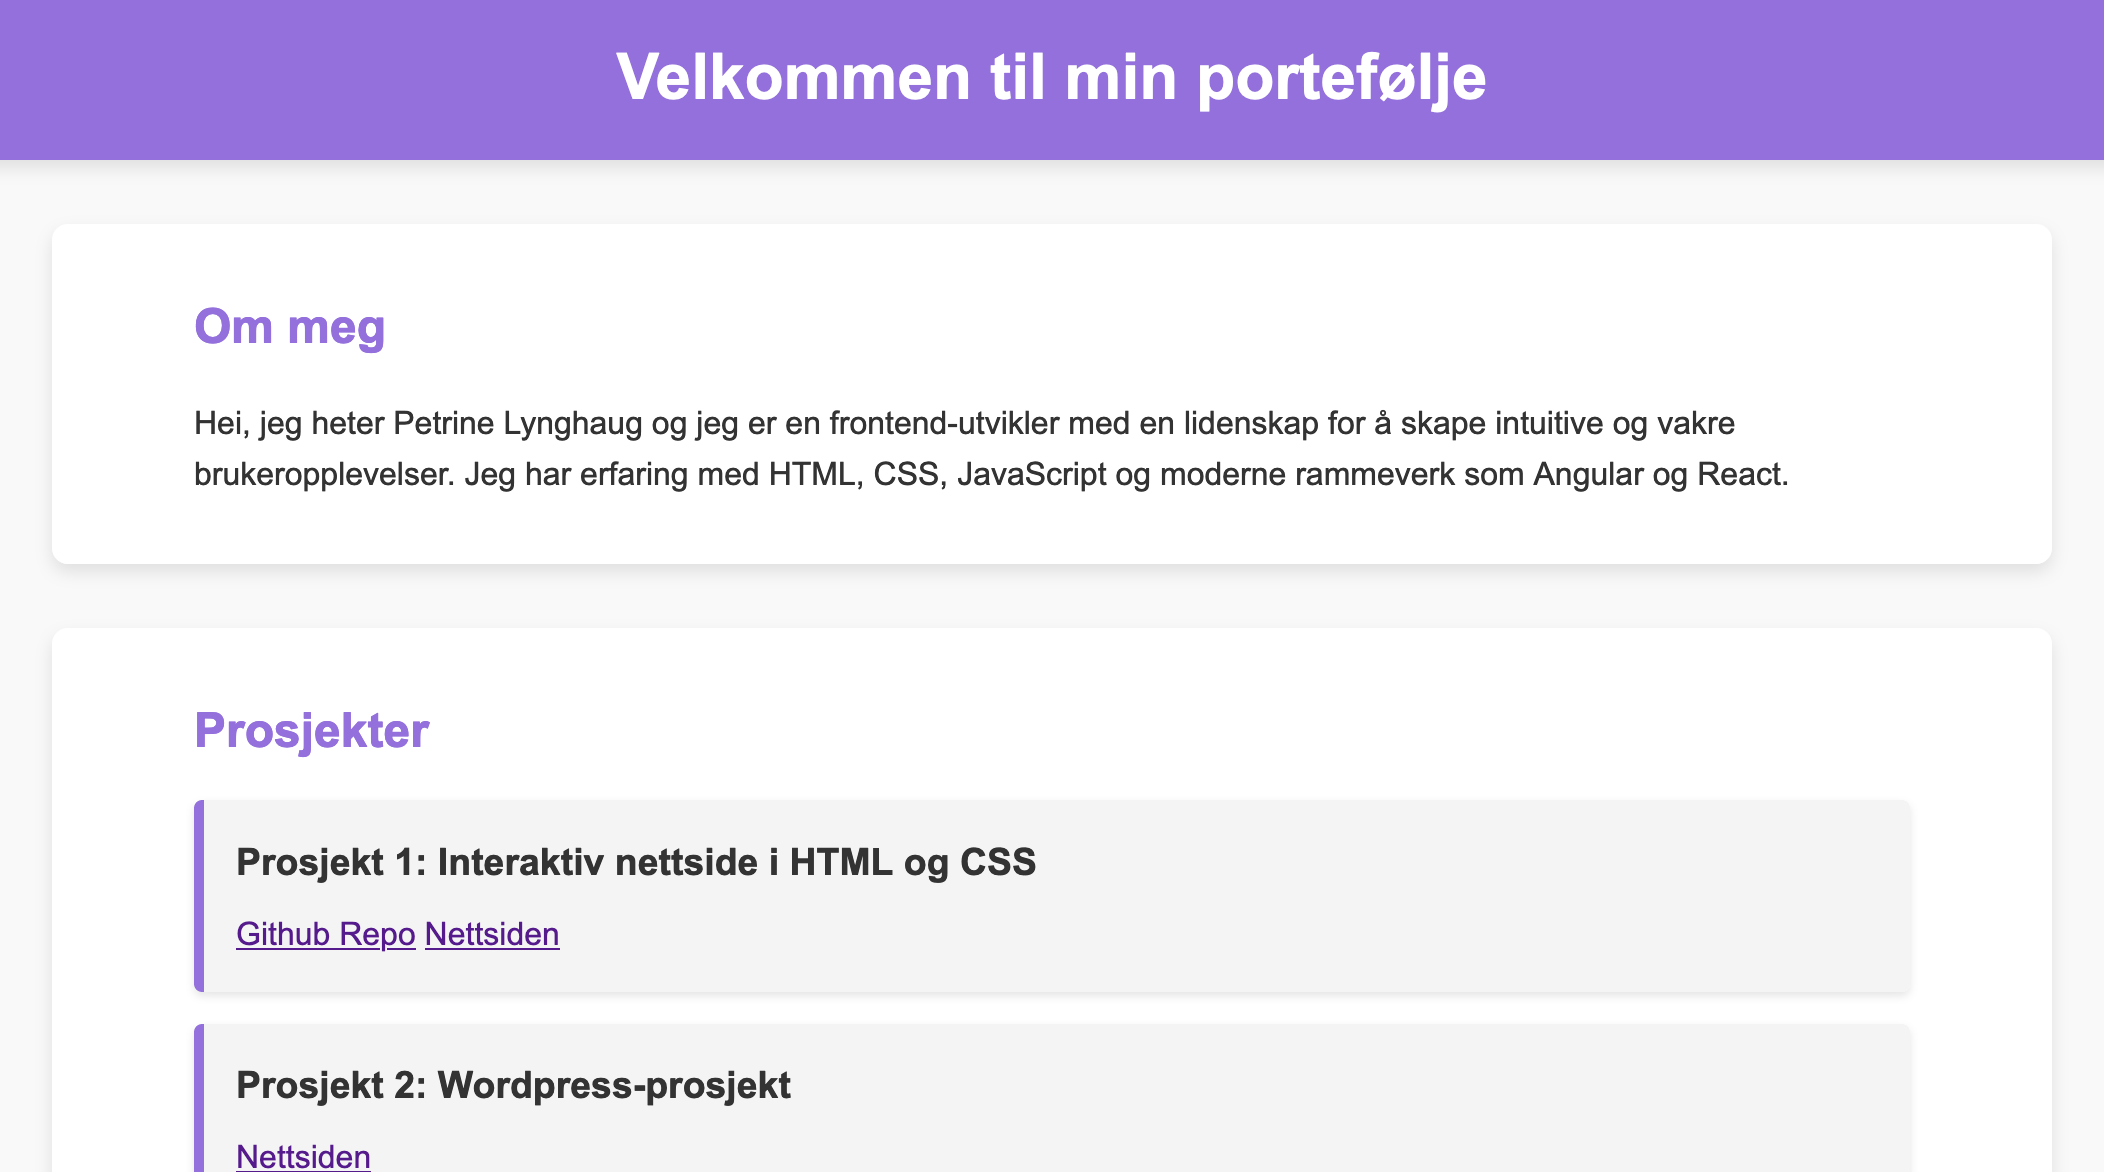 Velkommen til min portefølje
Om meg
Hei, jeg heter Petrine Lynghaug og jeg er en frontend-utvikler med en lidenskap for å skape intuitive og vakre
brukeropplevelser. Jeg har erfaring med HTML, CSS, JavaScript og moderne rammeverk som Angular og React.
Prosjekter
Prosjekt 1: Interaktiv nettside i HTML og CSS
Github Repo Nettsiden
Prosjekt 2: Wordpress-prosjekt
Nettsiden